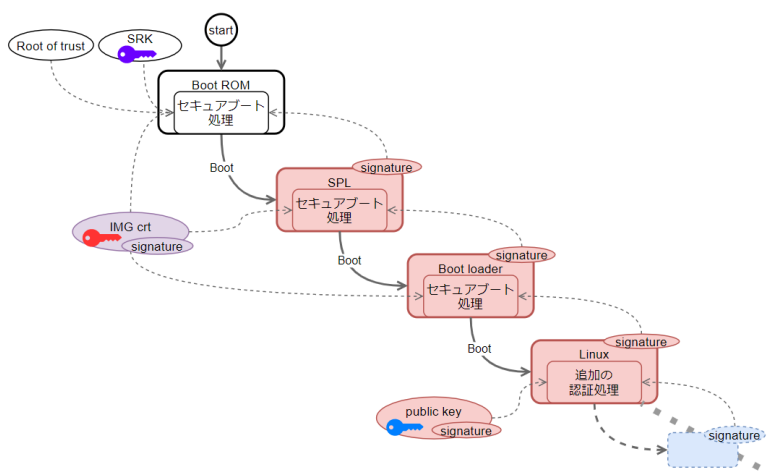 start
Root of trust
SRK
Boot ROM
セキュアブート
処理
Boot
signature
SPL
セキュアブート
処理
IMG crt
signature
Boot
signature
Boot loader
セキュアブート
処理
Boot
signature
Linux
追加の
認証処理
public key
signature
signature